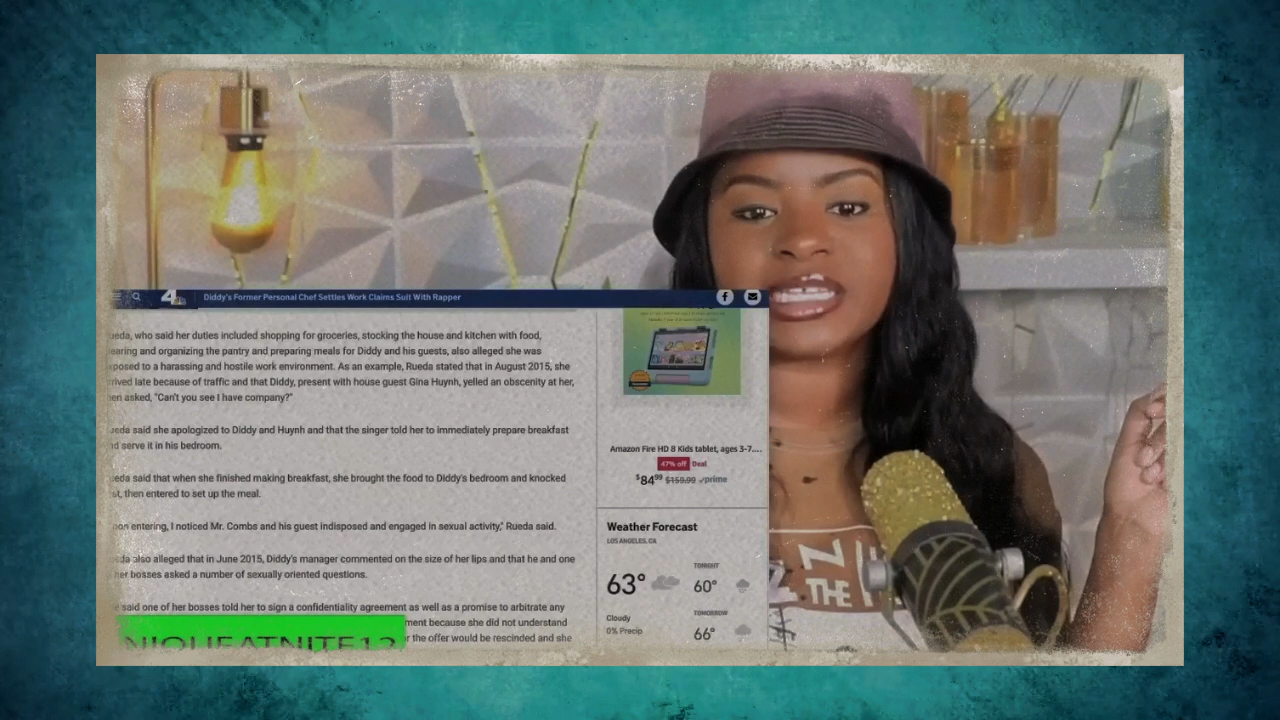 4
Diddy's Former Personal Chef Settles Work Claims Suit With Rapper
f
ueda, who said her duties included shopping for groceries, stocking the house and kitchen with food,
earing and organizing the pantry and preparing meals for Diddy and his guests, also alleged she was
xposed to a harassing and hostile work environment. As an example, Rueda stated that in August 2015, she
rived late because of traffic and that Diddy, present with house guest Gina Huynh, yelled an obscenity at her,
en asked, "Can't you see I have company?"
ueda said she apologized to Diddy and Huynh and that the singer told her to immediately prepare breakfast
nd serve it in his bedroom.
ueda said that when she finished making breakfast, she brought the food to Diddy's bedroom and knocked
st, then entered to set up the meal.
pon entering, I noticed Mr. Combs and his guest indisposed and engaged in sexual activity," Rueda said.
eda also alleged that in June 2015, Diddy's manager commented on the size of her lips and that he and one
her bosses asked a number of sexually oriented questions.
e said one of her bosses told her to sign a confidentiality agreement as well as a promise to arbitrate any
ment because she did not understand
or the offer would be rescinded and she
NIQUEATNITE12
Amazon Fire HD 8 Kids tablet, ages 3-7....
47% off Deal
$8499 $159.99 prime
Weather Forecast
LOS ANGELES, CA
63°
Cloudy
0% Precip
TONIGHT
60°
TOMORROW
66°
N
THE